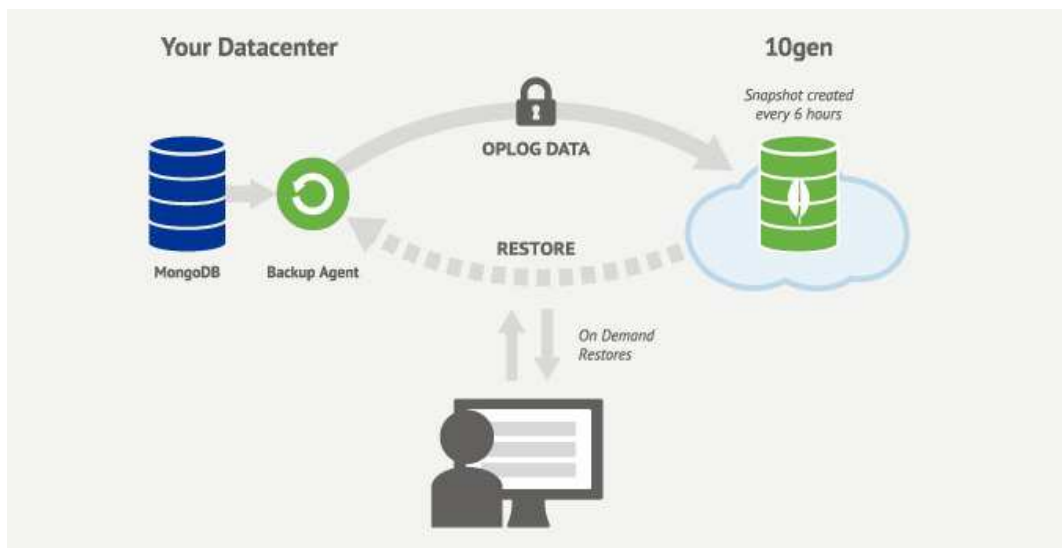 Your Datacenter
10gen
Snapshot created
every 6 hours
OPLOG DATA
MongoDB
Backup Agent
RESTORE
On Demand
Restores